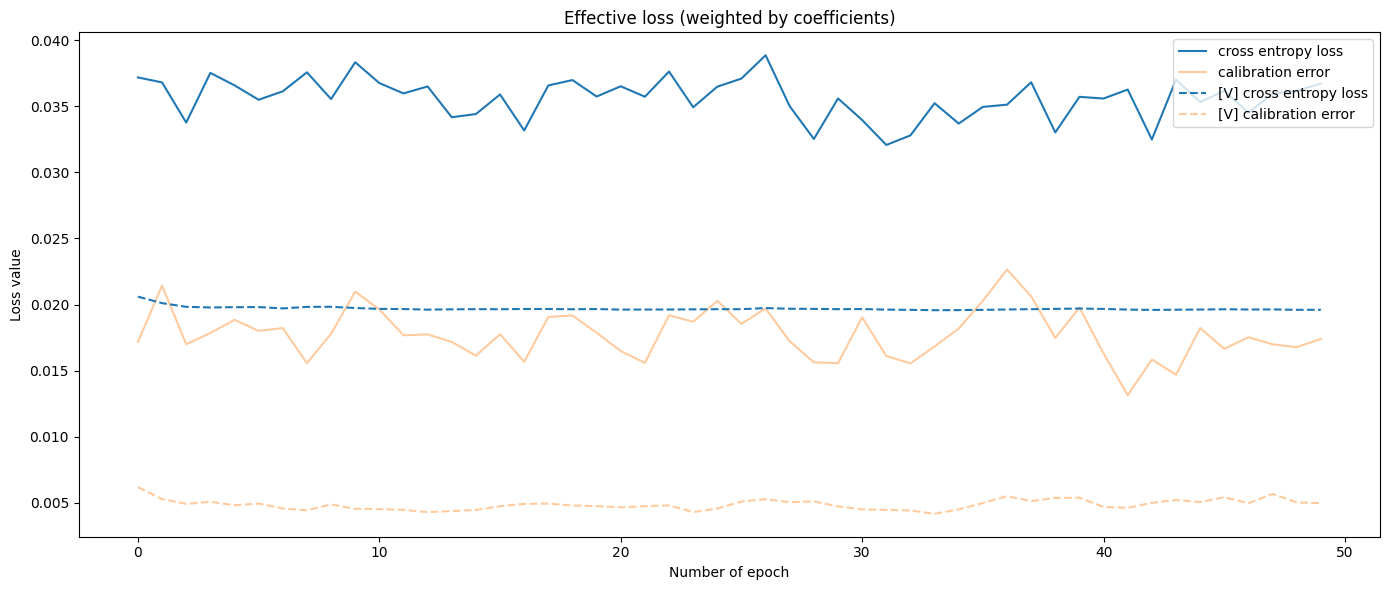 Effective loss (weighted by coefficients)
cross entropy loss
calibration error
[V] cross entropy loss
[V] calibration error
Loss value
0.040
0.035
0.030
0.025
0.020
0.015
0.010
0.005
0 10 20 30 40 50
Number of epoch